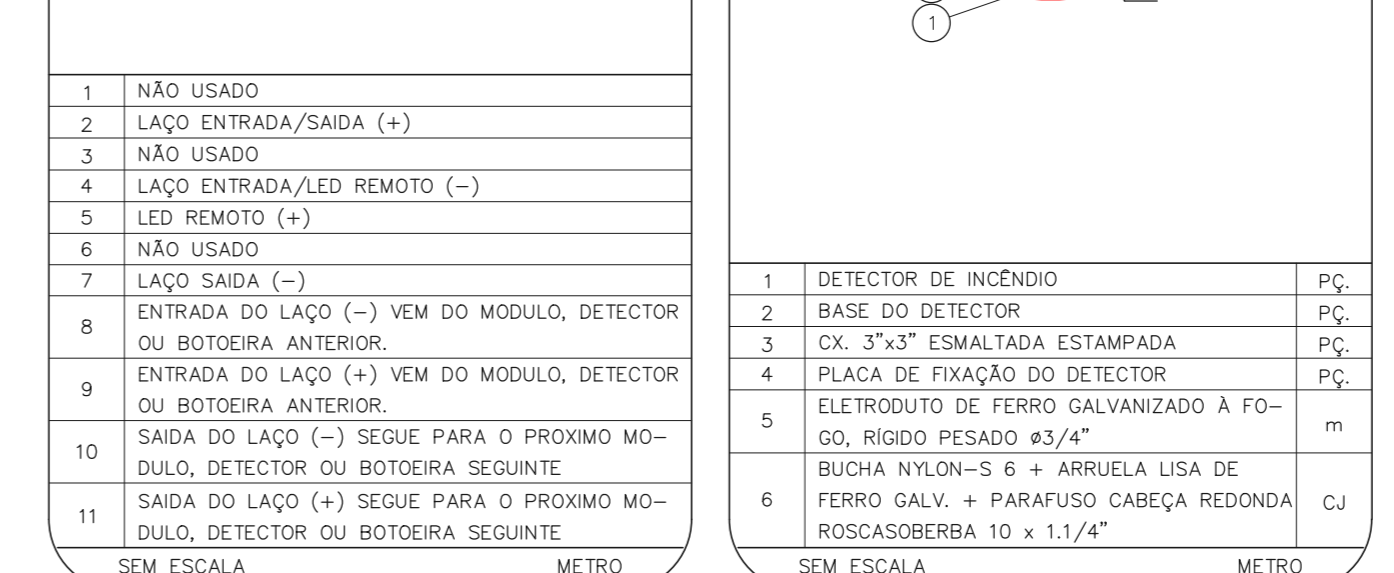 1 NÃO USADO
2 LAÇO ENTRADA/SAIDA (+)
3 NÃO USADO
4 LAÇO ENTRADA/LED REMOTO (−)
5 LED REMOTO (+)
6 NÃO USADO
7 LAÇO SAIDA (−)
8 ENTRADA DO LAÇO (−) VEM DO MODULO, DETECTOR
OU BOTOEIRA ANTERIOR.
9 ENTRADA DO LAÇO (+) VEM DO MODULO, DETECTOR
OU BOTOEIRA ANTERIOR.
10 SAIDA DO LAÇO (−) SEGUE PARA O PROXIMO MO−
DULO, DETECTOR OU BOTOEIRA SEGUINTE
11 SAIDA DO LAÇO (+) SEGUE PARA O PROXIMO MO−
DULO, DETECTOR OU BOTOEIRA SEGUINTE
SEM ESCALA METRO
1
1 DETECTOR DE INCÊNDIO PÇ.
2 BASE DO DETECTOR PÇ.
3 CX. 3”x3” ESMALTADA ESTAMPADA PÇ.
4 PLACA DE FIXAÇÃO DO DETECTOR PÇ.
5 ELETRODUTO DE FERRO GALVANIZADO À FO−
GO, RÍGIDO PESADO ø3/4” m
BUCHA NYLON−S 6 + ARRUELA LISA DE
6 FERRO GALV. + PARAFUSO CABEÇA REDONDA CJ
ROSCASOBERBA 10 x 1.1/4”
SEM ESCALA METRO